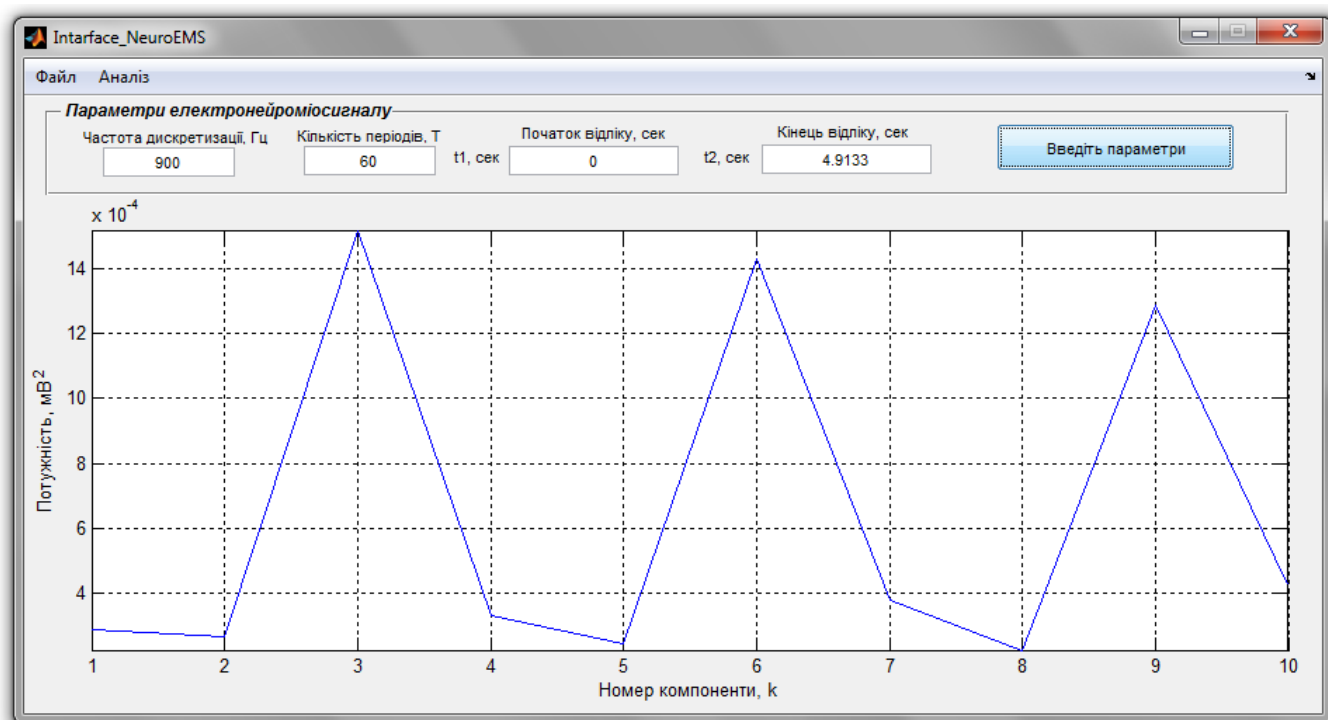 Intarface_NeuroEMS
Файл Аналіз
Параметри електронейроміосигналу
Частота дискретизації, Гц Кількість періодів, Т Початок відліку, сек Кінець відліку, сек
900 60 t1, сек 0 t2, сек 4.9133 Введіть параметри
x 10^-4
14
12
10
8
6
4
Потужність, мВ^2
1 2 3 4 5 6 7 8 9 10
Номер компоненти, k